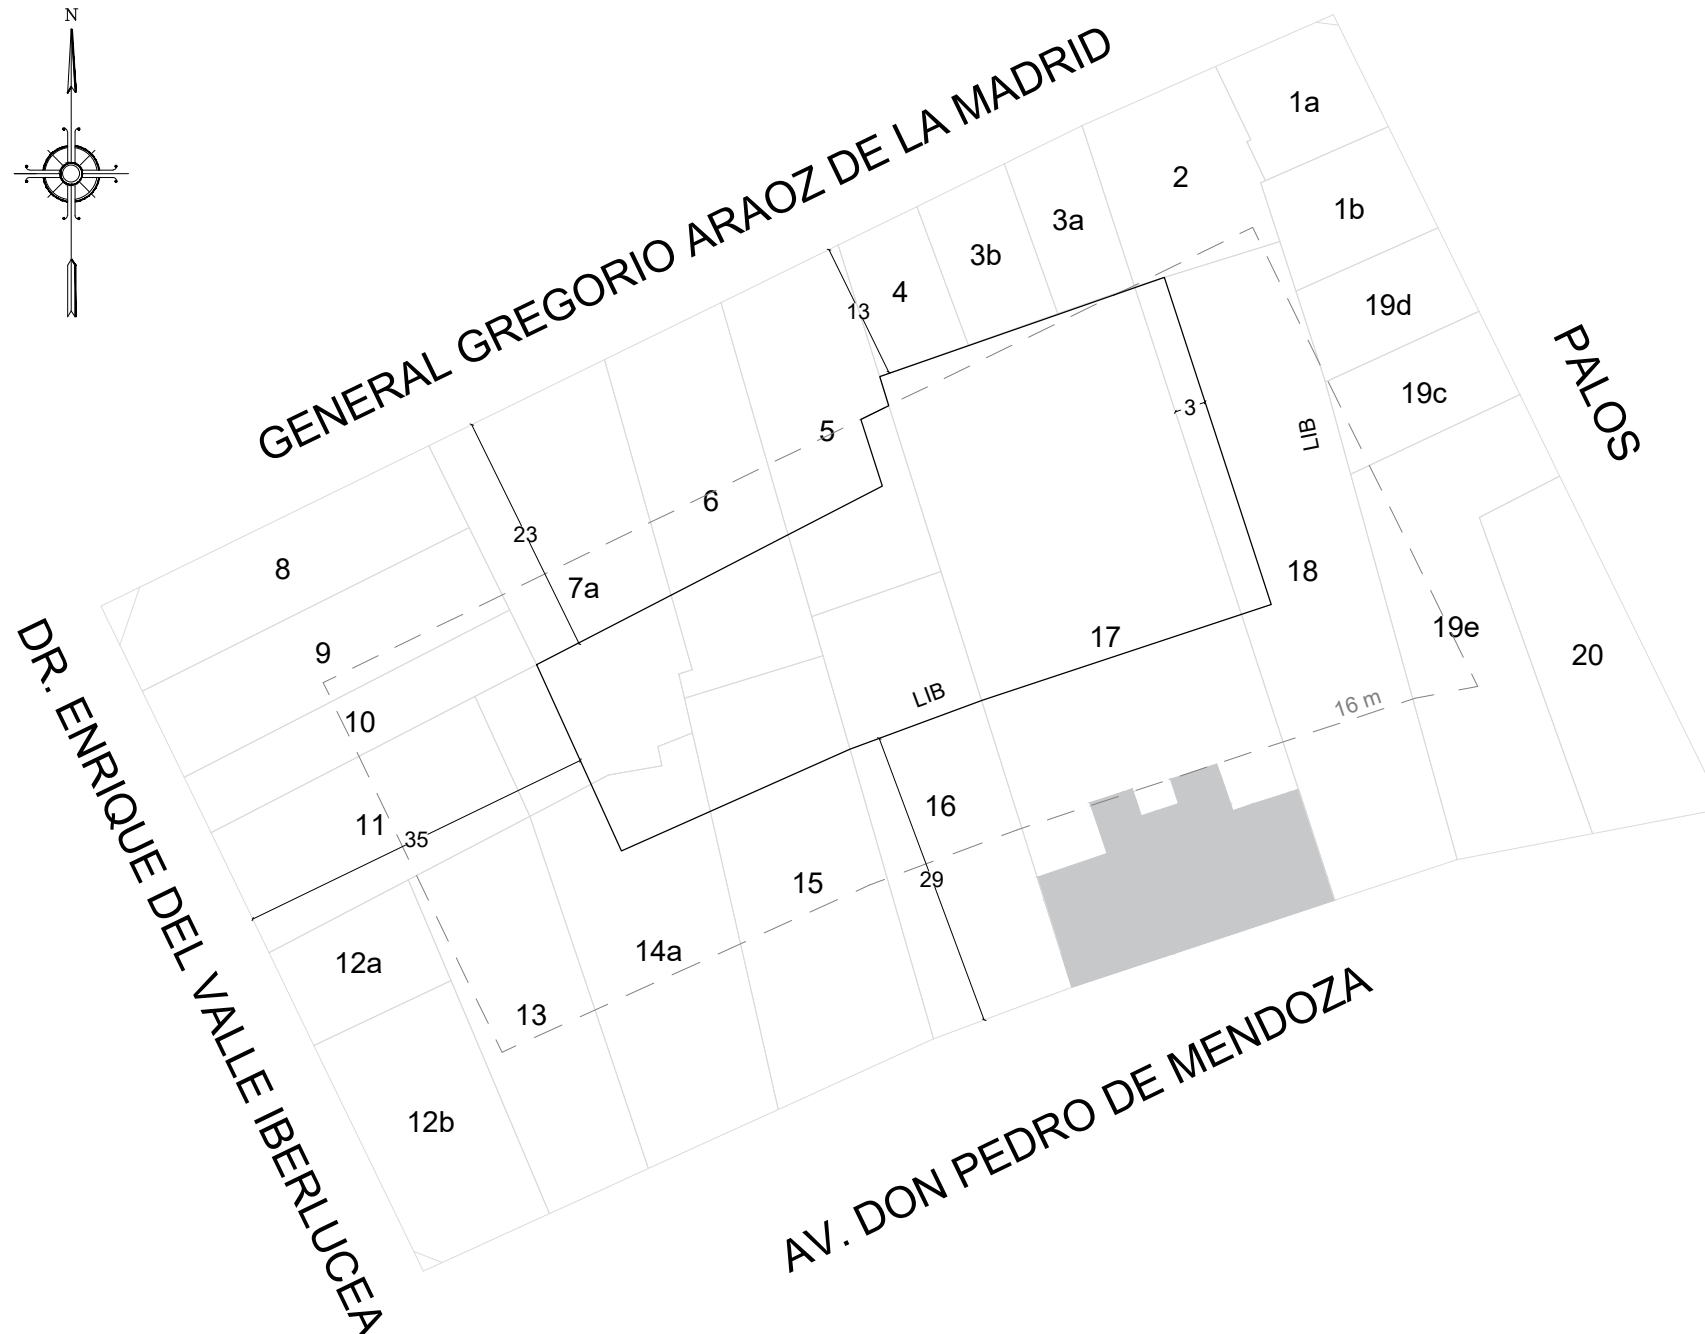 N
GENERAL GREGORIO ARAOZ DE LA MADRID
1a
2
1b
3a
3b
4
13
19d
PALOS
3
19c
5
LIB
6
23
8
7a
18
19e
17
20
9
LIB
16 m
10
16
11
35
15
29
12a
14a
13
12b
DR. ENRIQUE DEL VALLE IBERLUCEA
AV. DON PEDRO DE MENDOZA